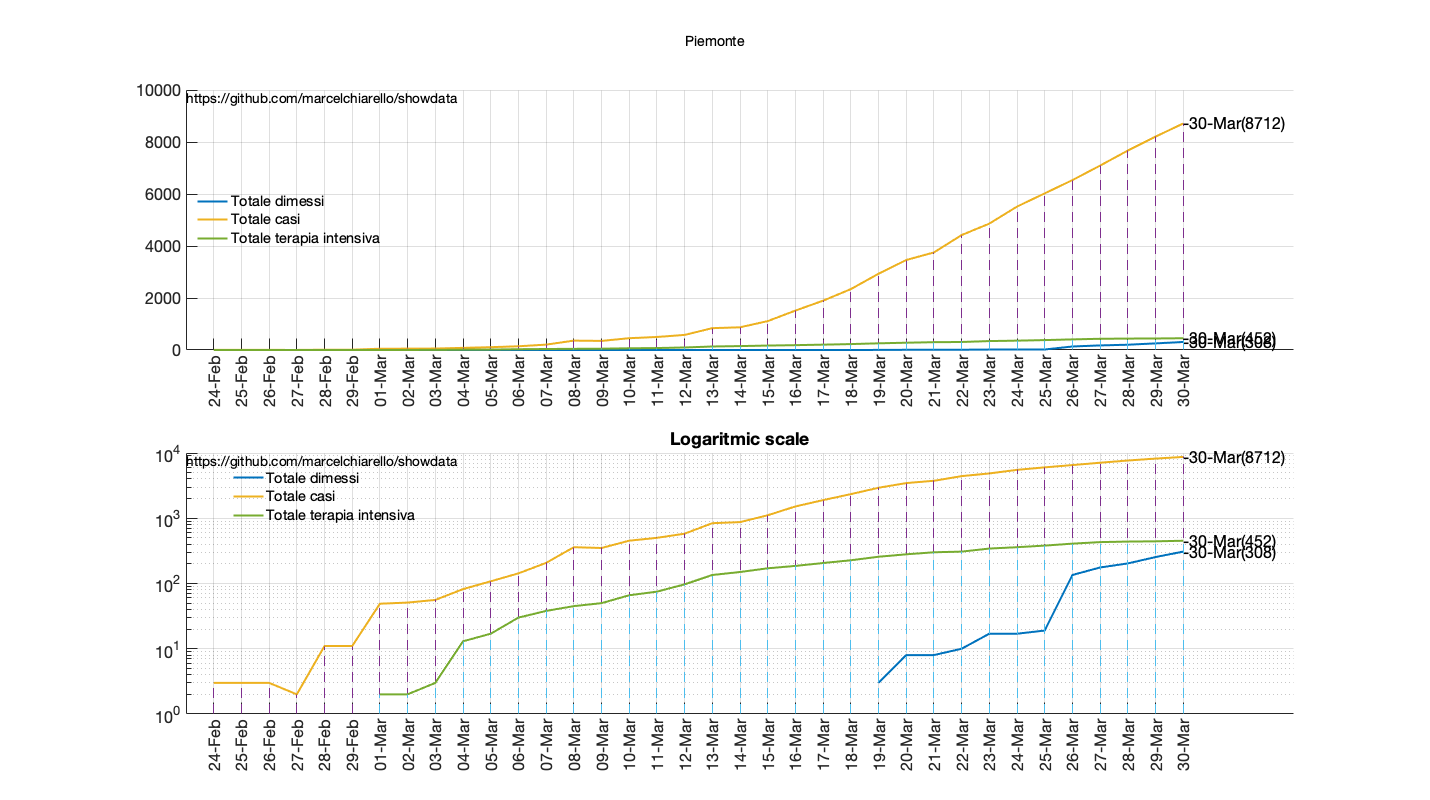 Piemonte
10000
https://github.com/marcelchiarello/showdata
-30-Mar(8712)
8000
6000
Totale dimessi
Totale casi
Totale terapia intensiva
4000
2000
-30-Mar(452)
-30-Mar(308)
0
24-Feb
25-Feb
26-Feb
27-Feb
28-Feb
29-Feb
01-Mar
02-Mar
03-Mar
04-Mar
05-Mar
06-Mar
07-Mar
08-Mar
09-Mar
10-Mar
11-Mar
12-Mar
13-Mar
14-Mar
15-Mar
16-Mar
17-Mar
18-Mar
19-Mar
20-Mar
21-Mar
22-Mar
23-Mar
24-Mar
25-Mar
26-Mar
27-Mar
28-Mar
29-Mar
30-Mar
Logaritmic scale
10^4
https://github.com/marcelchiarello/showdata
-30-Mar(8712)
Totale dimessi
Totale casi
Totale terapia intensiva
10^3
-30-Mar(452)
-30-Mar(308)
10^2
10^1
10^0
24-Feb
25-Feb
26-Feb
27-Feb
28-Feb
29-Feb
01-Mar
02-Mar
03-Mar
04-Mar
05-Mar
06-Mar
07-Mar
08-Mar
09-Mar
10-Mar
11-Mar
12-Mar
13-Mar
14-Mar
15-Mar
16-Mar
17-Mar
18-Mar
19-Mar
20-Mar
21-Mar
22-Mar
23-Mar
24-Mar
25-Mar
26-Mar
27-Mar
28-Mar
29-Mar
30-Mar